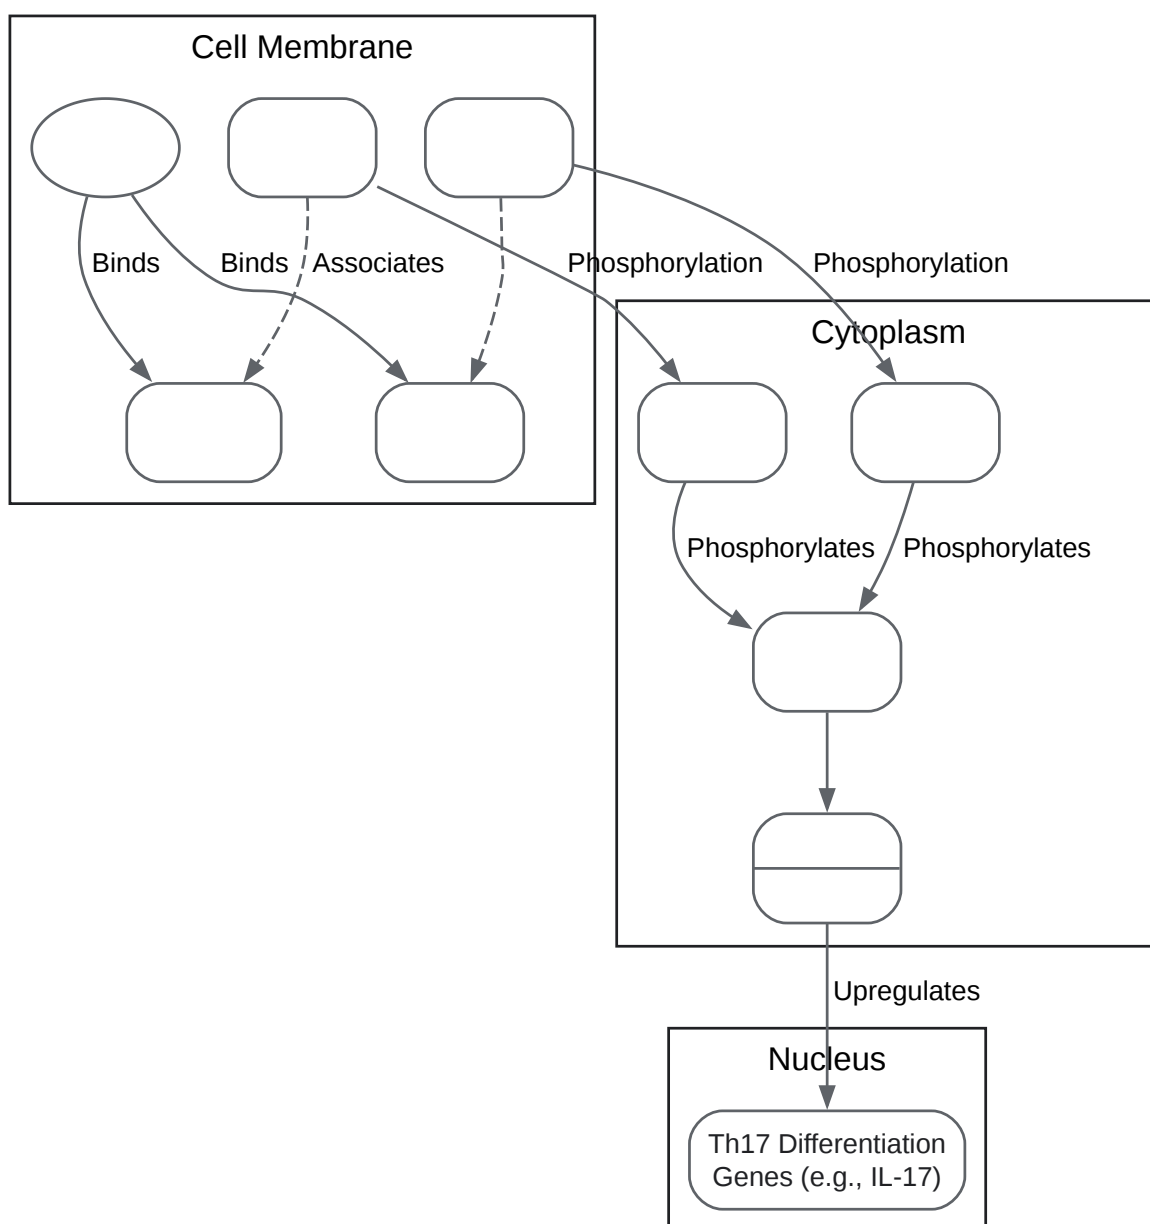 Cell Membrane
Binds
Binds
Associates
Phosphorylation
Phosphorylation
Cytoplasm
Phosphorylates
Phosphorylates
Upregulates
Nucleus
Th17 Differentiation
Genes (e.g., IL-17)